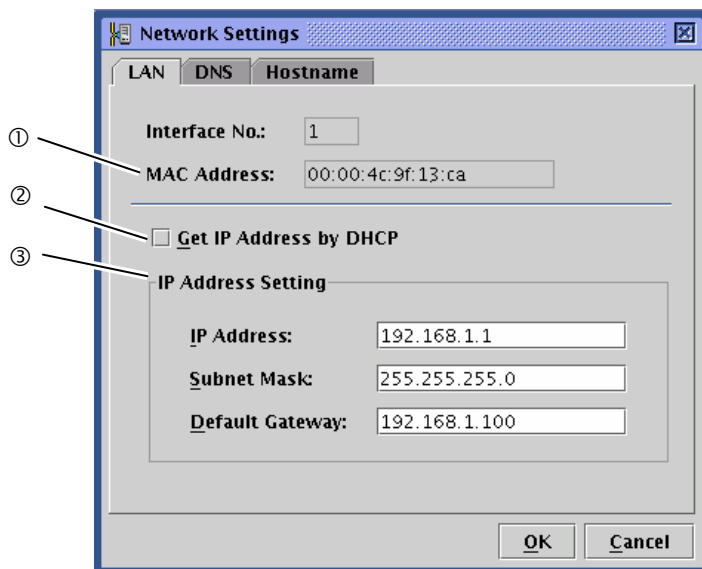 Network Settings
LAN DNS Hostname
Interface No.: 1
① MAC Address: 00:00:4c:9f:13:ca
② Get IP Address by DHCP
③ IP Address Setting
IP Address: 192.168.1.1
Subnet Mask: 255.255.255.0
Default Gateway: 192.168.1.100
OK Cancel